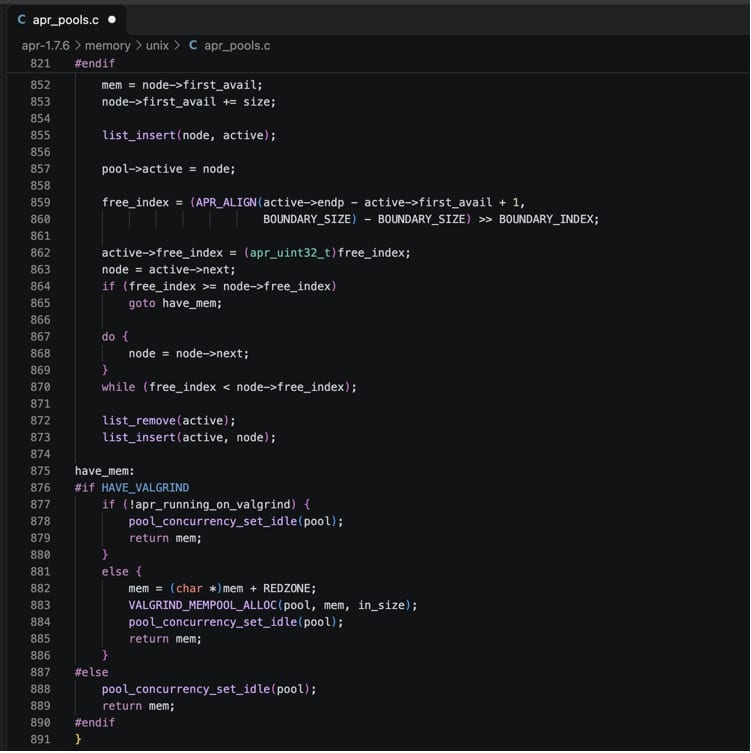 C apr_pools.c
apr-1.7.6 > memory > unix > C apr_pools.c
821 #endif
852     mem = node->first_avail;
853     node->first_avail += size;
854
855     list_insert(node, active);
856
857     pool->active = node;
858
859     free_index = (APR_ALIGN(active->endp - active->first_avail + 1,
860                             BOUNDARY_SIZE) - BOUNDARY_SIZE) >> BOUNDARY_INDEX;
861
862     active->free_index = (apr_uint32_t)free_index;
863     node = active->next;
864     if (free_index >= node->free_index)
865         goto have_mem;
866
867     do {
868         node = node->next;
869     }
870     while (free_index < node->free_index);
871
872     list_remove(active);
873     list_insert(active, node);
874
875 have_mem:
876 #if HAVE_VALGRIND
877     if (!apr_running_on_valgrind) {
878         pool_concurrency_set_idle(pool);
879         return mem;
880     }
881     else {
882         mem = (char *)mem + REDZONE;
883         VALGRIND_MEMPOOL_ALLOC(pool, mem, in_size);
884         pool_concurrency_set_idle(pool);
885         return mem;
886     }
887 #else
888     pool_concurrency_set_idle(pool);
889     return mem;
890 #endif
891 }